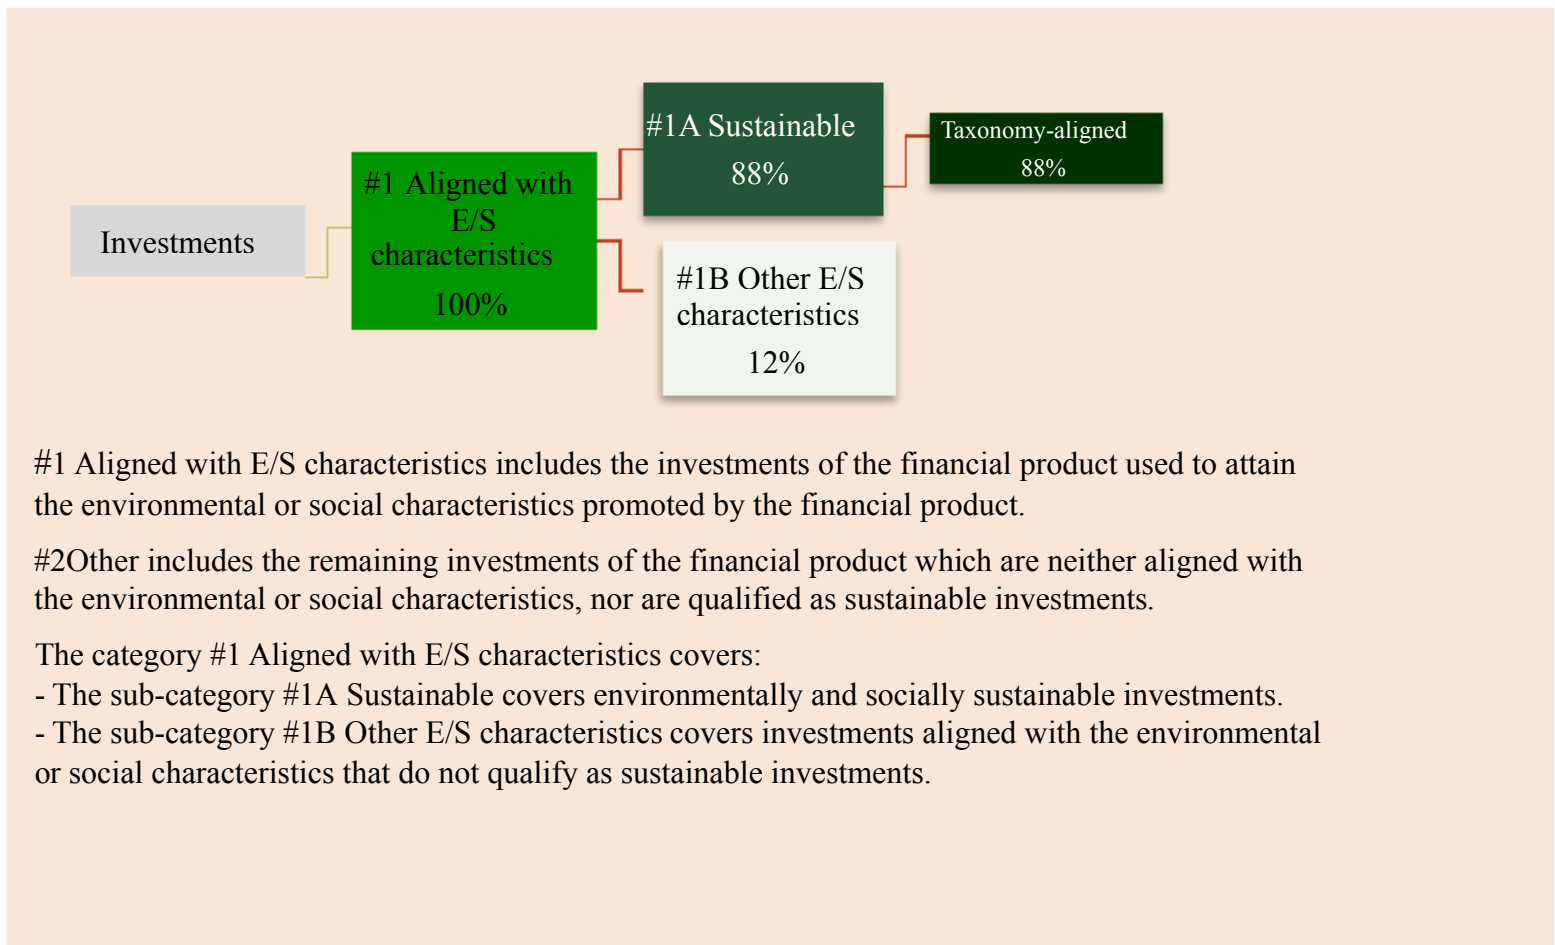 Investments
#1 Aligned with
E/S
characteristics
100%
#1A Sustainable
88%
Taxonomy-aligned
88%
#1B Other E/S
characteristics
12%
#1 Aligned with E/S characteristics includes the investments of the financial product used to attain
the environmental or social characteristics promoted by the financial product.
#2Other includes the remaining investments of the financial product which are neither aligned with
the environmental or social characteristics, nor are qualified as sustainable investments.
The category #1 Aligned with E/S characteristics covers:
- The sub-category #1A Sustainable covers environmentally and socially sustainable investments.
- The sub-category #1B Other E/S characteristics covers investments aligned with the environmental
or social characteristics that do not qualify as sustainable investments.